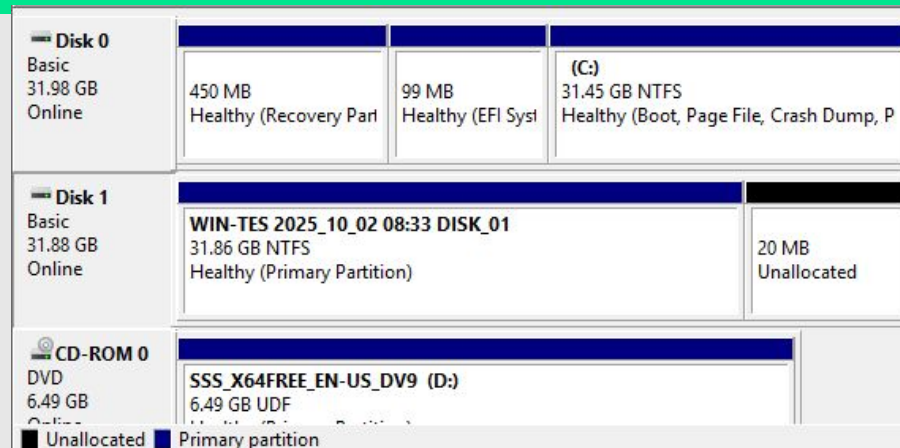 Disk 0
Basic
31.98 GB
Online
450 MB
Healthy (Recovery Part
99 MB
Healthy (EFI Syst
(C:)
31.45 GB NTFS
Healthy (Boot, Page File, Crash Dump, P
Disk 1
Basic
31.88 GB
Online
WIN-TES 2025_10_02 08:33 DISK_01
31.86 GB NTFS
Healthy (Primary Partition)
20 MB
Unallocated
CD-ROM 0
DVD
6.49 GB
SSS_X64FREE_EN-US_DV9 (D:)
6.49 GB UDF
Unallocated Primary partition